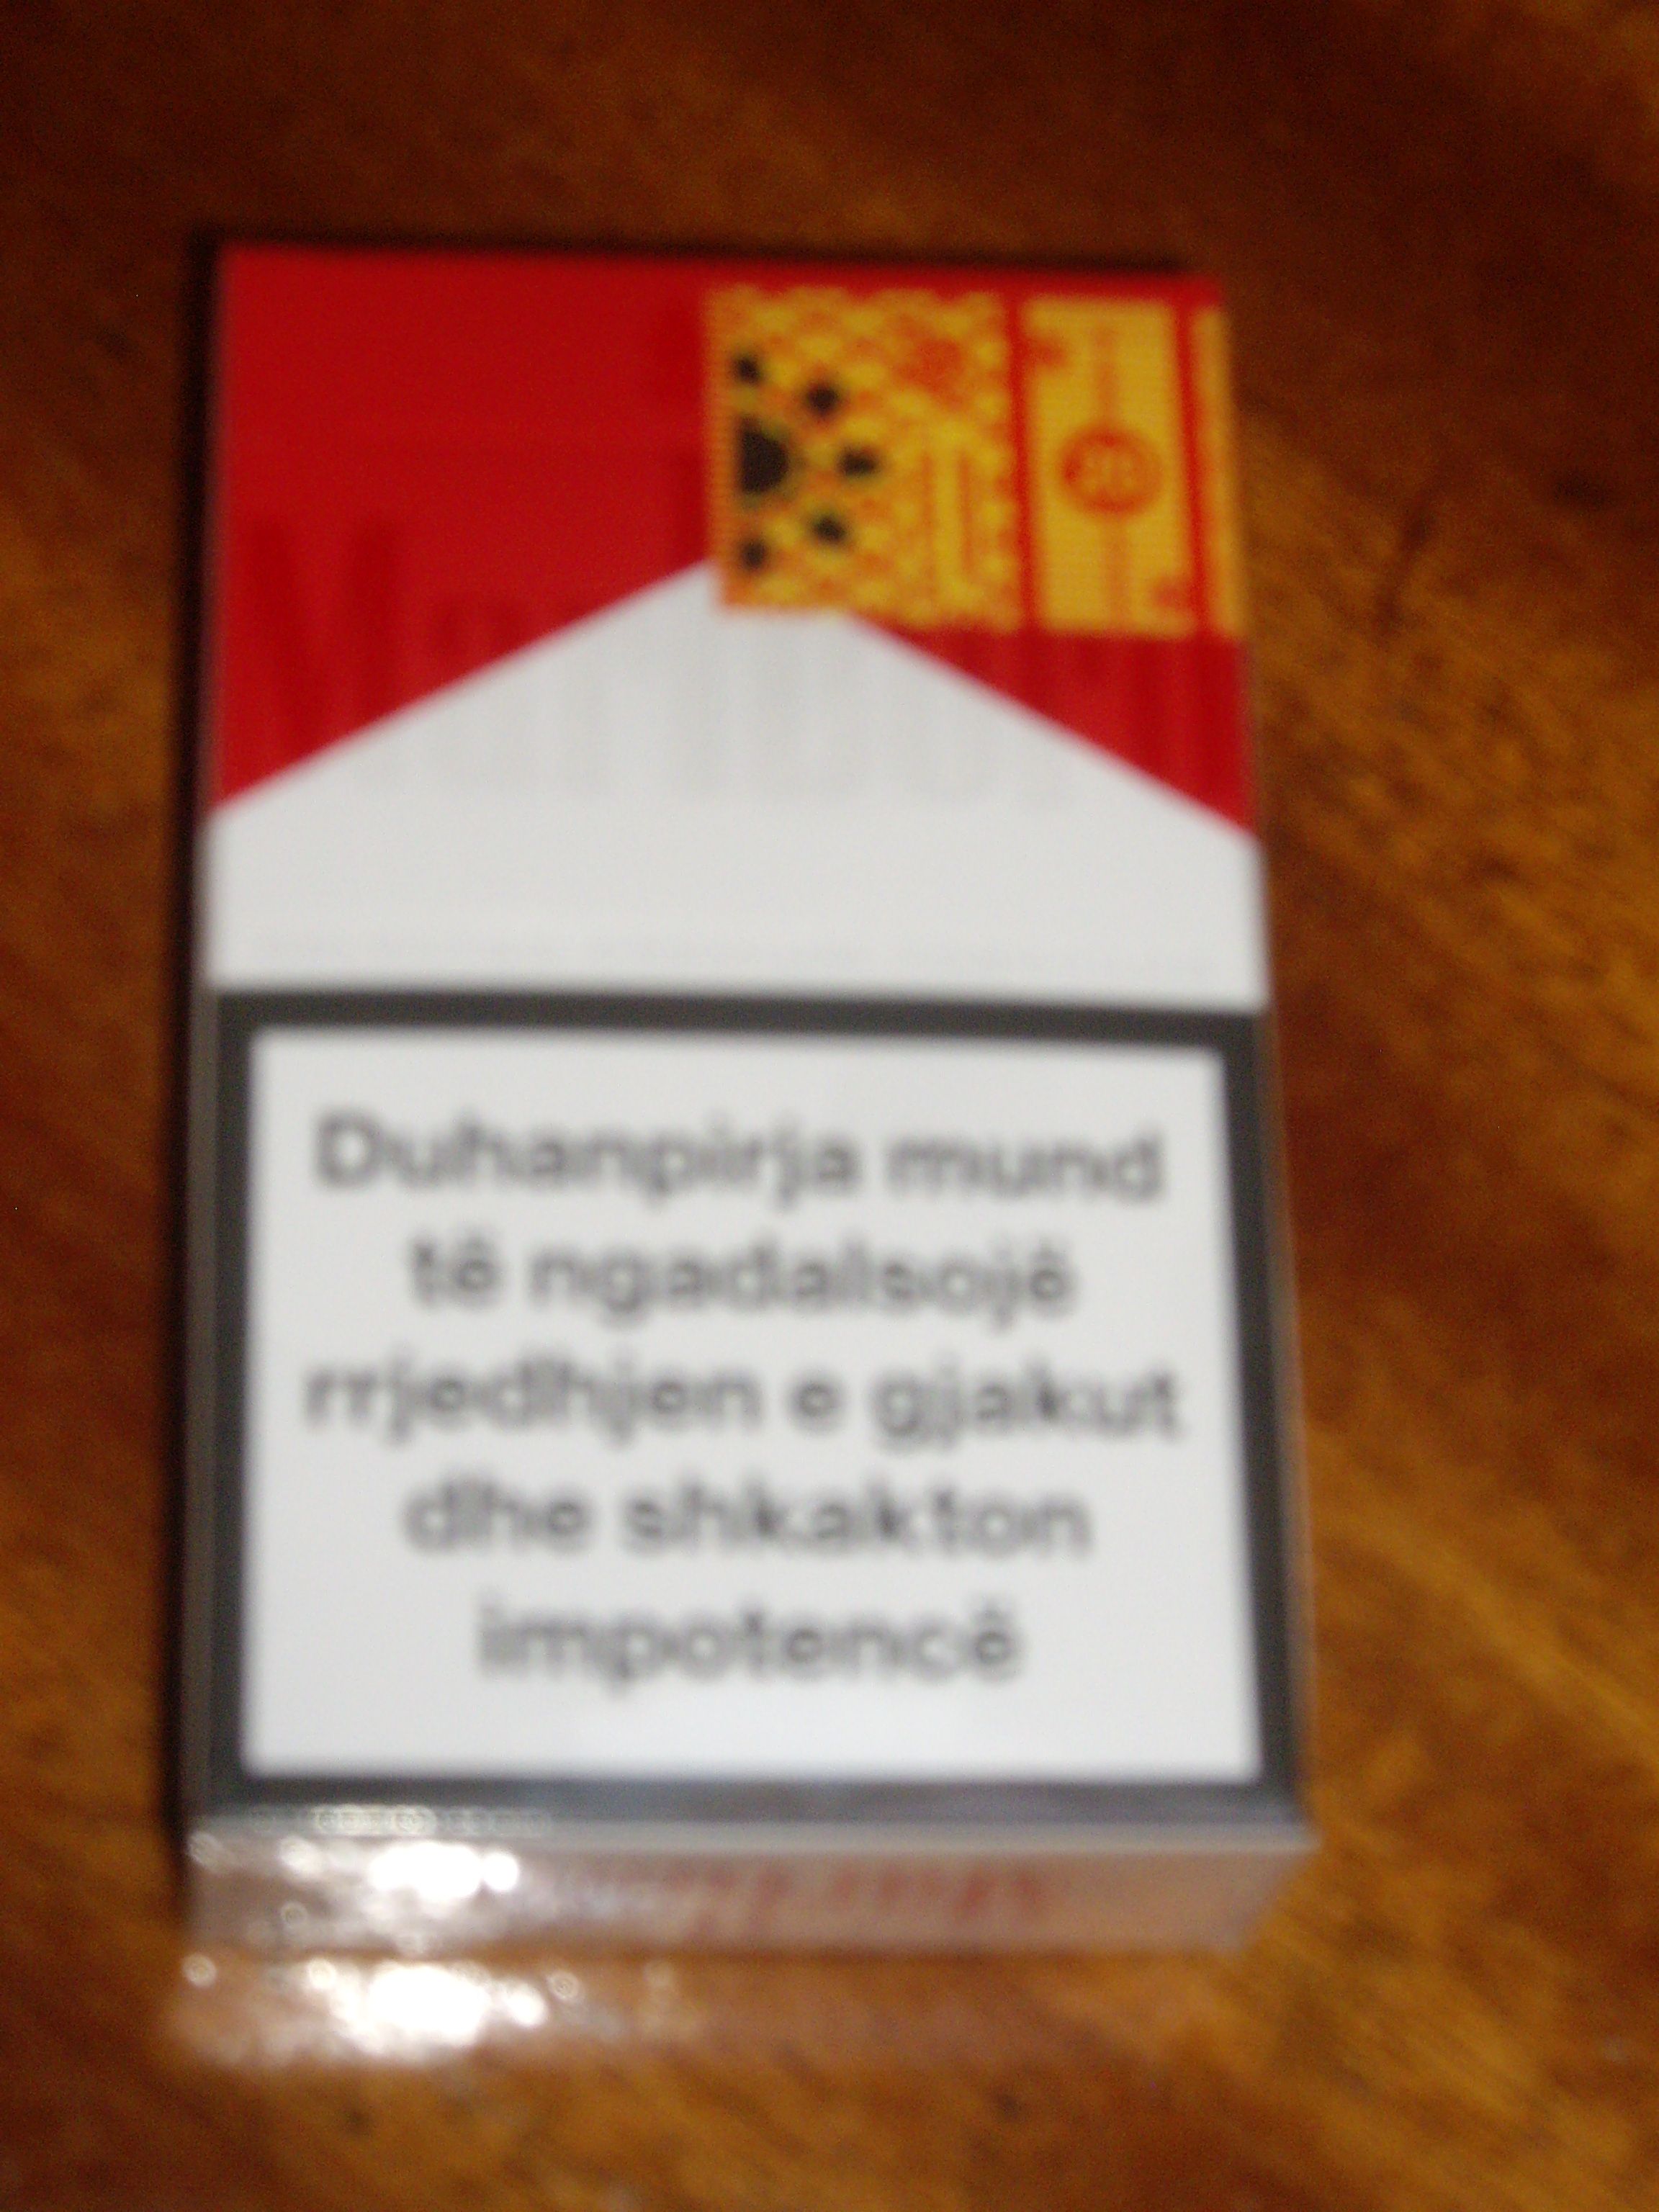 Duhanpirja mund
të ngadalsojë
rrjedhjen e gjakut
dhe shkakton
impotencë